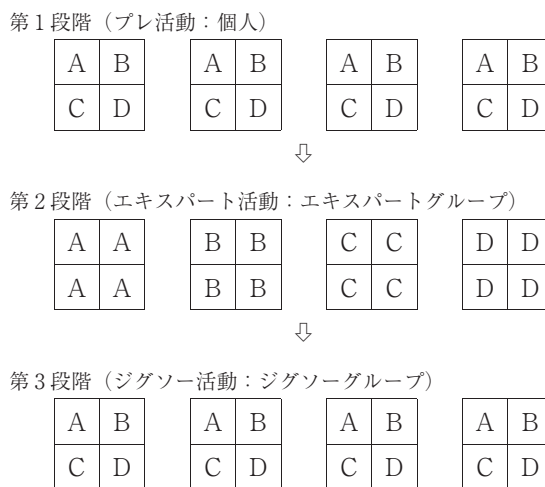 第1段階（プレ活動：個人）
A B A B A B A B
C D C D C D C D
⇩
第2段階（エキスパート活動：エキスパートグループ）
A A B B C C D D
A A B B C C D D
⇩
第3段階（ジグソー活動：ジグソーグループ）
A B A B A B A B
C D C D C D C D